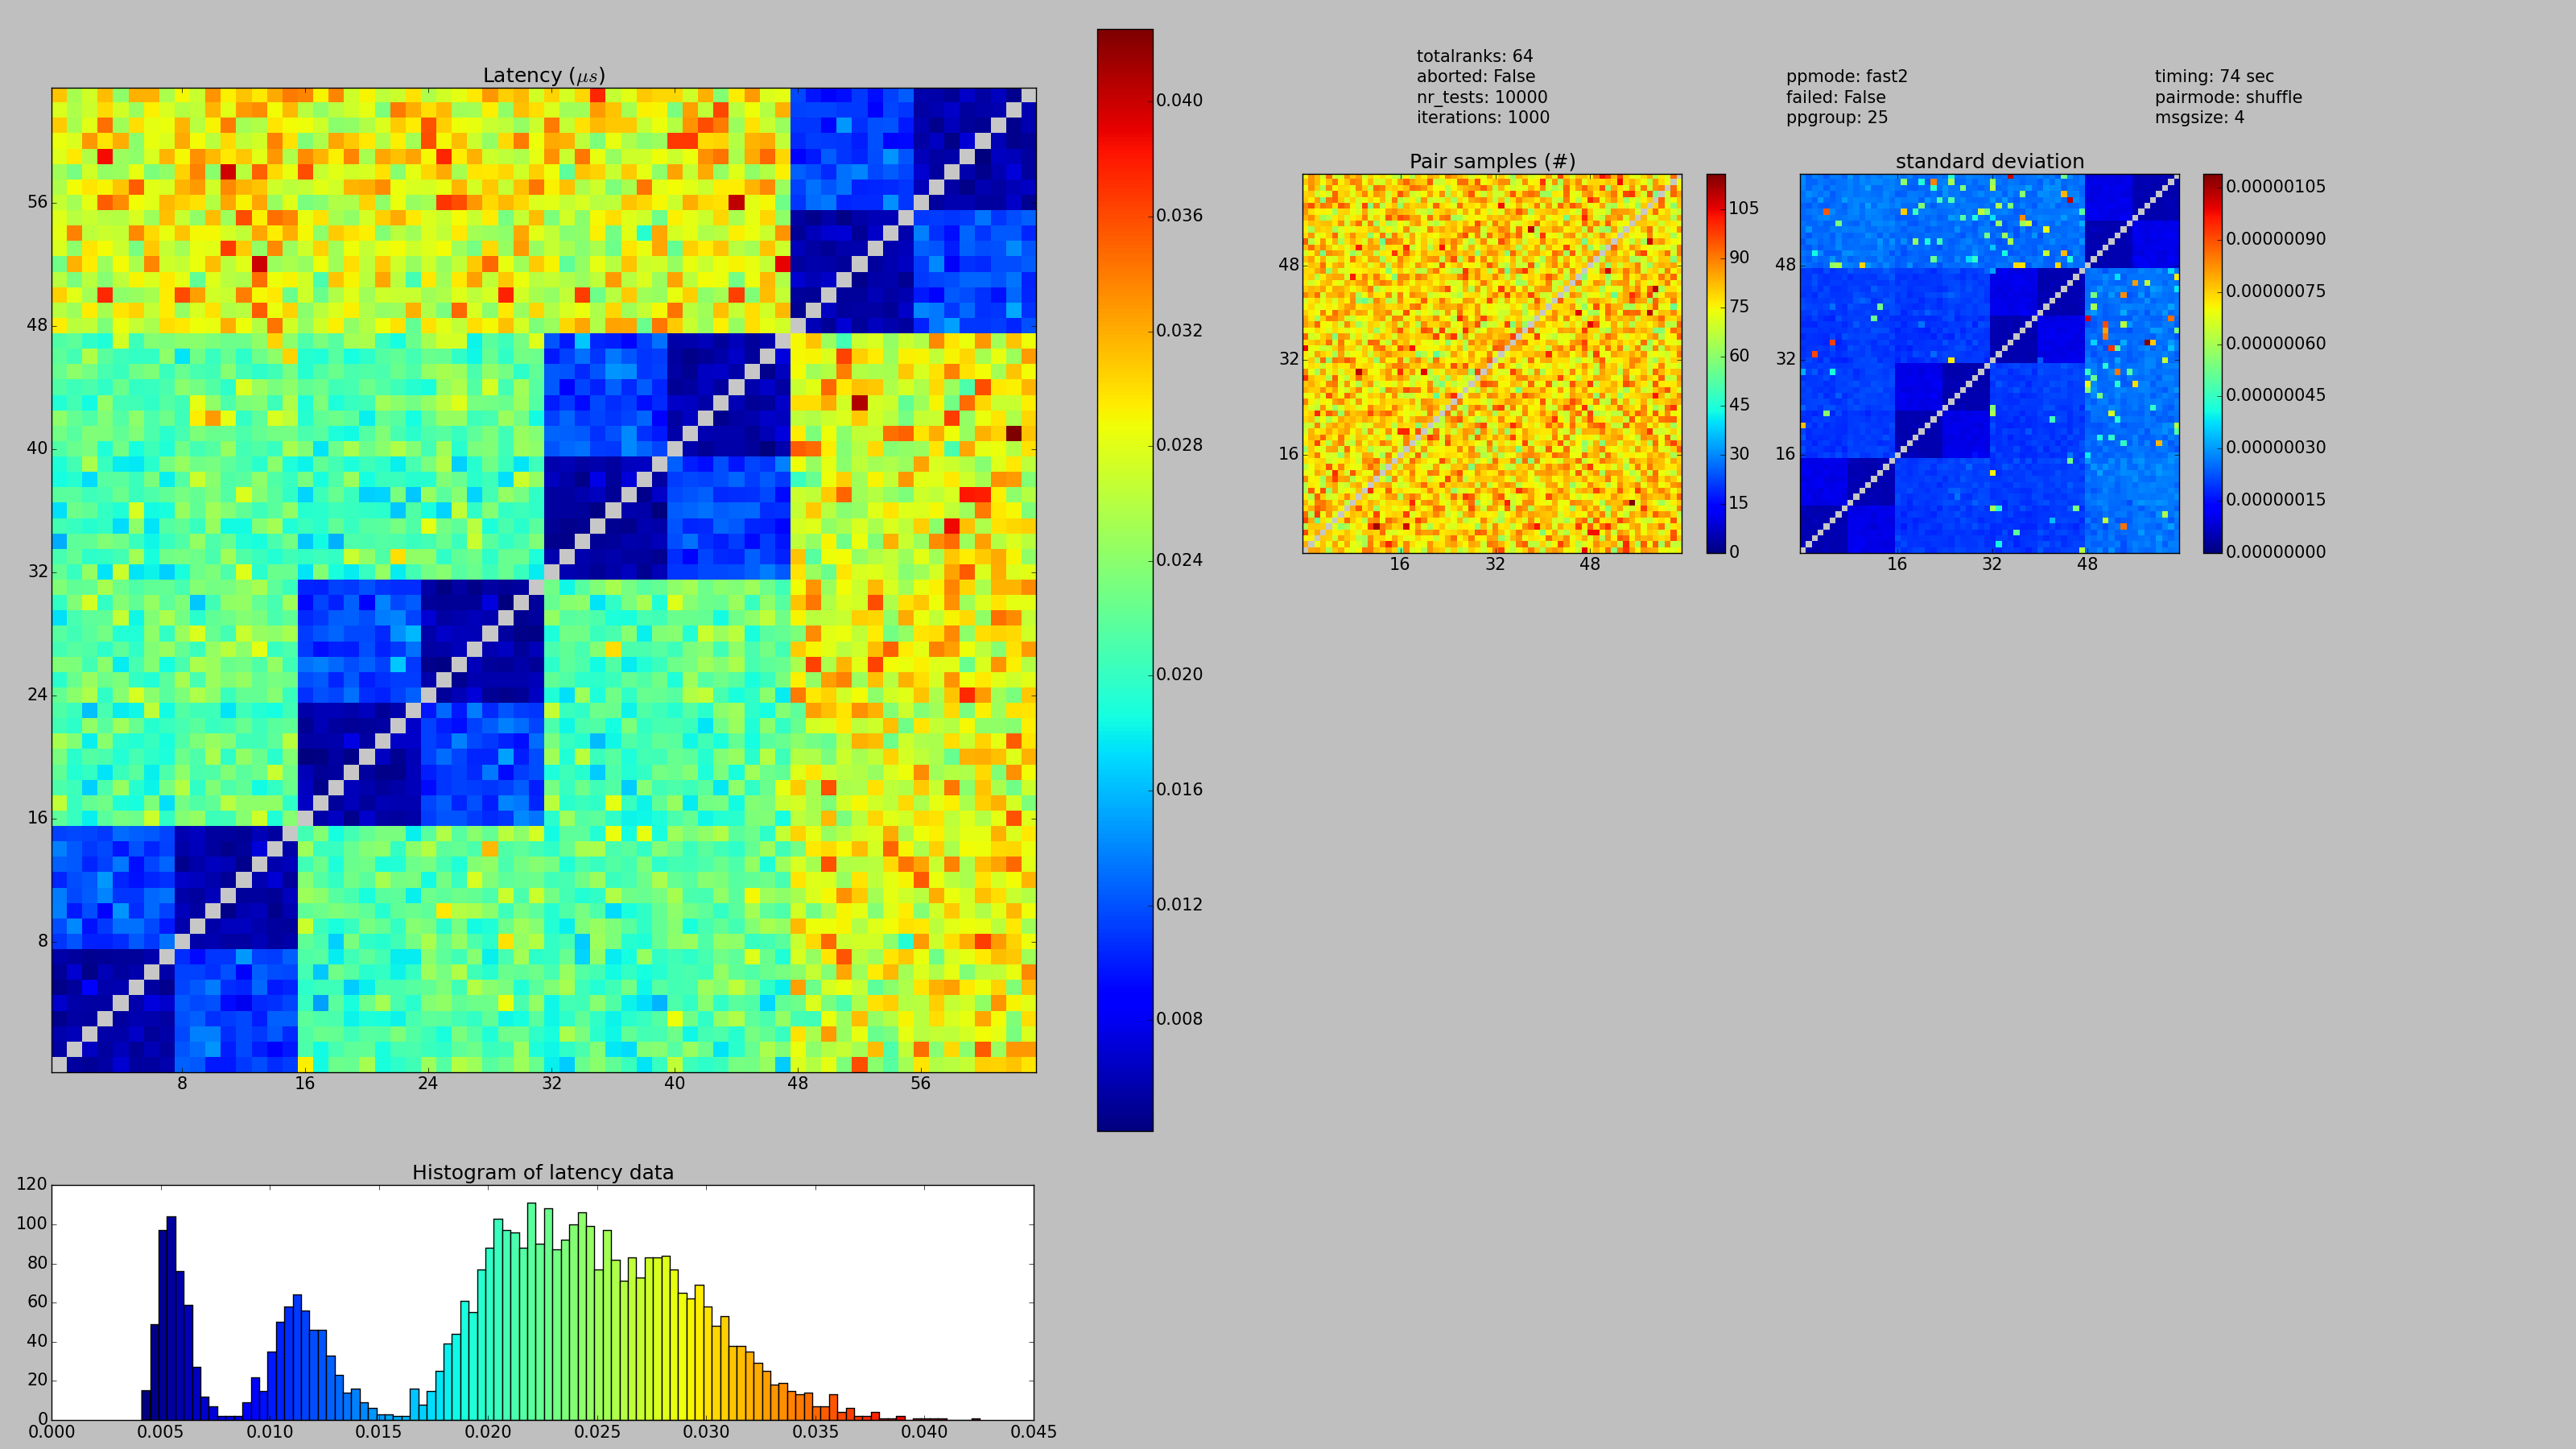 Latency (µs)
56
48
40
32
24
16
8
8 16 24 32 40 48 56
0.040
0.036
0.032
0.028
0.024
0.020
0.016
0.012
0.008
totalranks: 64
aborted: False
nr_tests: 10000
iterations: 1000
ppmode: fast2
failed: False
ppgroup: 25
timing: 74 sec
pairmode: shuffle
msgsize: 4
Pair samples (#)
48
32
16
16 32 48
105
90
75
60
45
30
15
0
standard deviation
48
32
16
16 32 48
0.00000105
0.00000090
0.00000075
0.00000060
0.00000045
0.00000030
0.00000015
0.00000000
Histogram of latency data
120
100
80
60
40
20
0
0.000 0.005 0.010 0.015 0.020 0.025 0.030 0.035 0.040 0.045